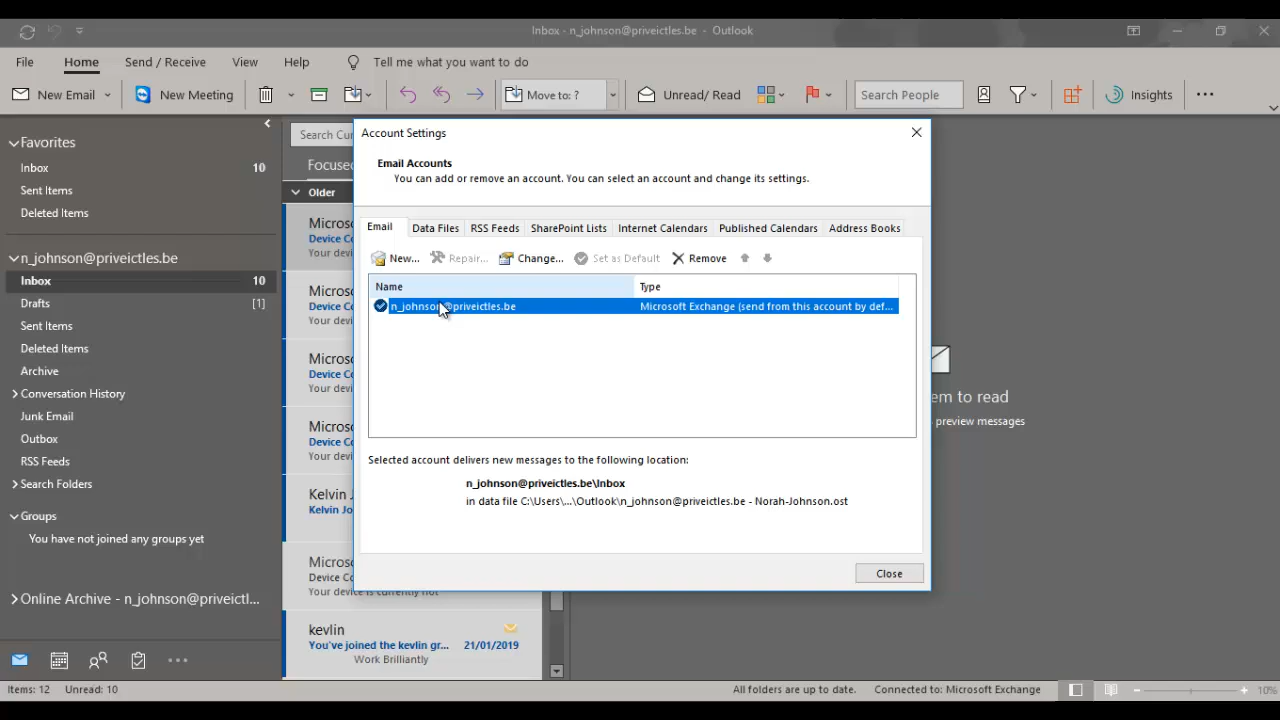 Inbox - n_johnson@priveictles.be - Outlook
File Home Send / Receive View Help Tell me what you want to do
New Email New Meeting Move to: ? Unread/ Read Search People Insights
Favorites
Inbox 10
Sent Items
Deleted Items
n_johnson@priveictles.be
Inbox 10
Drafts [1]
Sent Items
Deleted Items
Archive
Conversation History
Junk Email
Outbox
RSS Feeds
Search Folders
Groups
You have not joined any groups yet
Online Archive - n_johnson@priveictl...
Search Cu
Focused
Older
Microso
Device Co
Your devi
Microso
Device Co
Your devi
Microso
Device Co
Your devi
Microso
Device Co
Your devi
Kelvin Jo
Kelvin Jo
Microso
Device Co
Your device is currently not
kevlin
You've joined the kevlin gr... 21/01/2019
Work Brilliantly
Account Settings
Email Accounts
You can add or remove an account. You can select an account and change its settings.
Email Data Files RSS Feeds SharePoint Lists Internet Calendars Published Calendars Address Books
New... Repair... Change... Set as Default Remove
Name Type
n_johnson@priveictles.be Microsoft Exchange (send from this account by def...
Selected account delivers new messages to the following location:
n_johnson@priveictles.be\Inbox
in data file C:\Users\...\Outlook\n_johnson@priveictles.be - Norah-Johnson.ost
Close
em to read
preview messages
Items: 12 Unread: 10 All folders are up to date. Connected to: Microsoft Exchange 10%